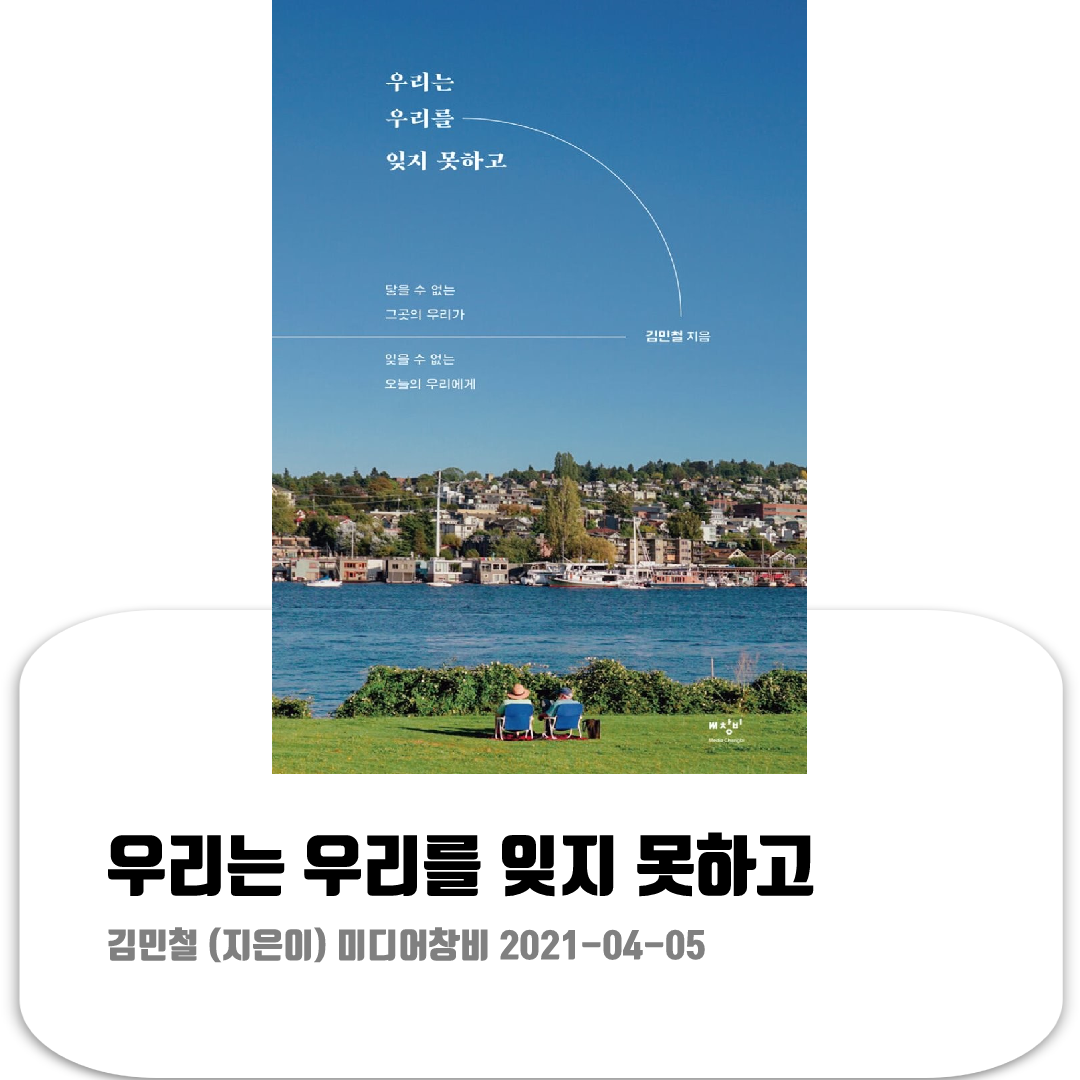 우리는
우리를
잊지 못하고
닿을 수 없는
그곳의 우리가
김민철 지음
잊을 수 없는
오늘의 우리에게
창비
Media Changbi
우리는 우리를 잊지 못하고
김민철 (지은이) 미디어창비 2021-04-05